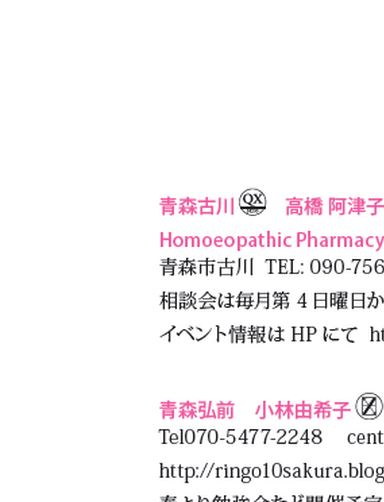 青森古川 QX 高橋 阿津子
Homoeopathic Pharmacy
青森市古川 TEL: 090-756
相談会は毎月第 4 日曜日か
イベント情報は HP にて ht
青森弘前 小林由希子
Tel070-5477-2248 cent
http://ringo10sakura.blog